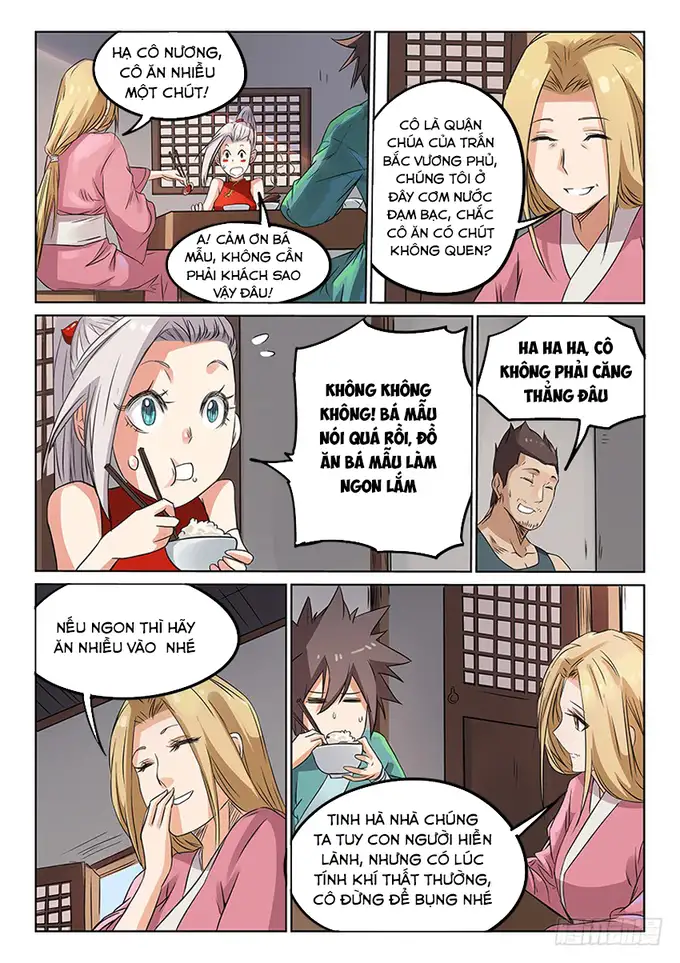 HẠ CÔ NƯƠNG,
CÔ ĂN NHIỀU
MỘT CHÚT!
A! CẢM ƠN BÁ
MẪU, KHÔNG CẦN
PHẢI KHÁCH SAO
VẬY ĐÂU!
CÔ LÀ QUẬN
CHÚA CỦA TRẤN
BẮC VƯƠNG PHỦ,
CHÚNG TÔI Ở
ĐÂY CƠM NƯỚC
ĐẠM BẠC, CHẮC
CÔ ĂN CÓ CHÚT
KHÔNG QUEN?
KHÔNG KHÔNG
KHÔNG! BÁ MẪU
NÓI QUÁ RỒI, ĐỒ
ĂN BÁ MẪU LÀM
NGON LẮM
HA HA HA, CÔ
KHÔNG PHẢI CĂNG
THẲNG ĐÂU
NẾU NGON THÌ HÃY
ĂN NHIỀU VÀO NHÉ
TINH HÀ NHÀ CHÚNG
TA TUY CON NGƯỜI HIỀN
LÀNH, NHƯNG CÓ LÚC
TÍNH KHÍ THẤT THƯỜNG,
CÔ ĐỪNG ĐỂ BỤNG NHÉ